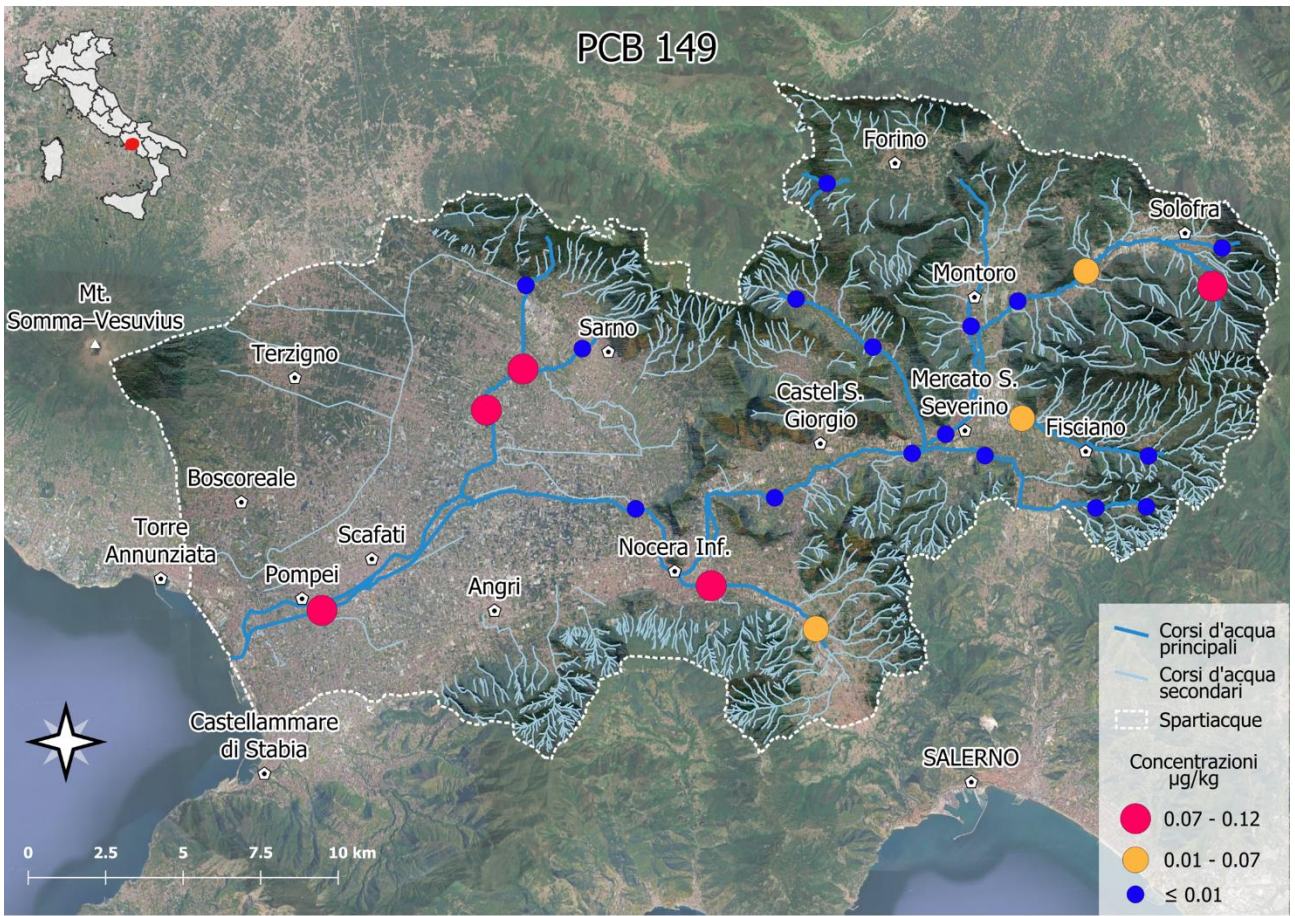 PCB 149
Forino
Solofra
Montoro
Mt.
Somma–Vesuvius
Sarno
Terzigno
Castel S.
Giorgio
Mercato S.
Severino
Fisciano
Boscoreale
Torre
Annunziata
Scafati
Nocera Inf.
Pompei
Angri
Castellammare
di Stabia
SALERNO
0 2.5 5 7.5 10 km
Corsi d'acqua
principali
Corsi d'acqua
secondari
Spartiacque
Concentrazioni
µg/kg
0.07 - 0.12
0.01 - 0.07
≤ 0.01